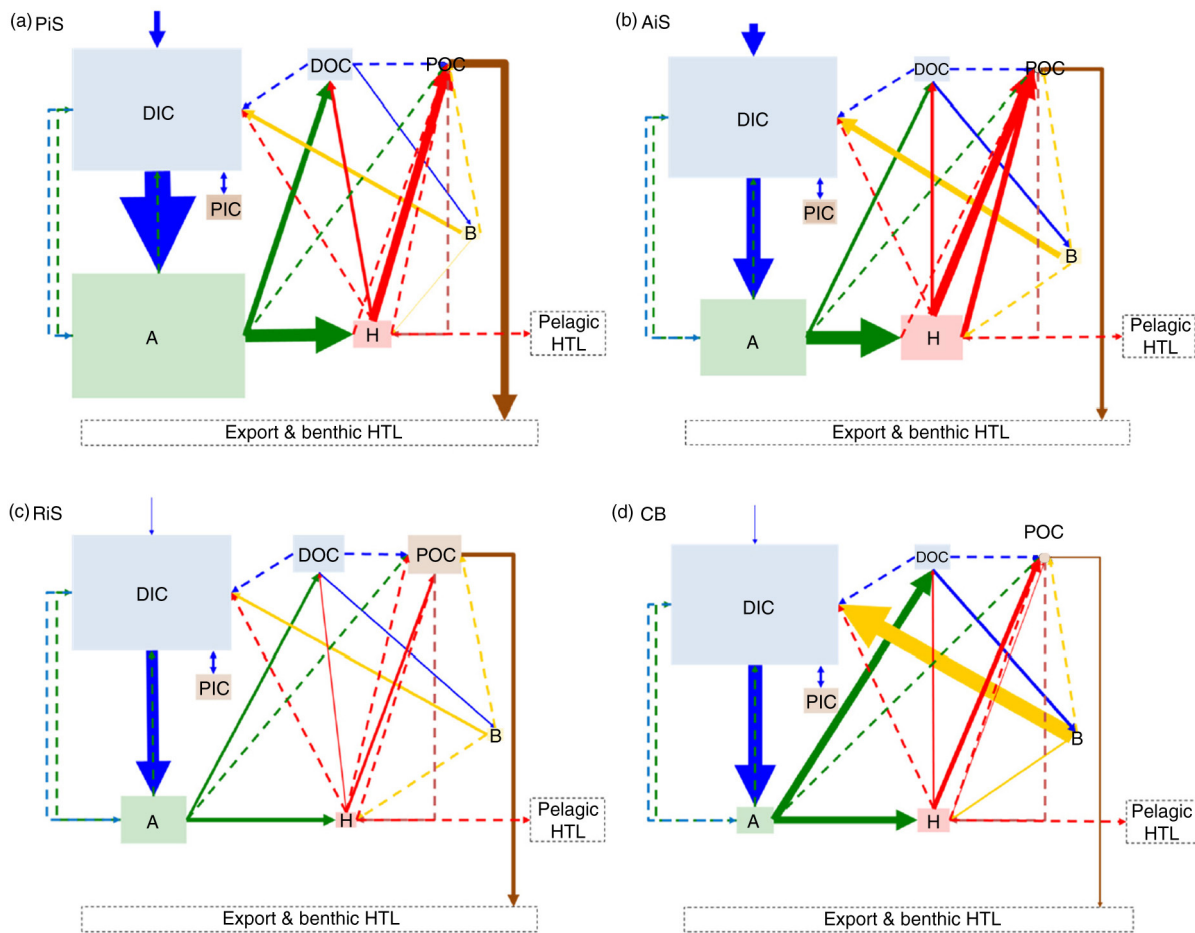 (a) PiS
DIC
DOC
POC
PIC
B
A
H
Pelagic
HTL
Export & benthic HTL
(b) AiS
DIC
DOC
POC
PIC
B
A
H
Pelagic
HTL
Export & benthic HTL
(c) RiS
DIC
DOC
POC
PIC
B
A
H
Pelagic
HTL
Export & benthic HTL
(d) CB
POC
DIC
DOC
PIC
B
A
H
Pelagic
HTL
Export & benthic HTL